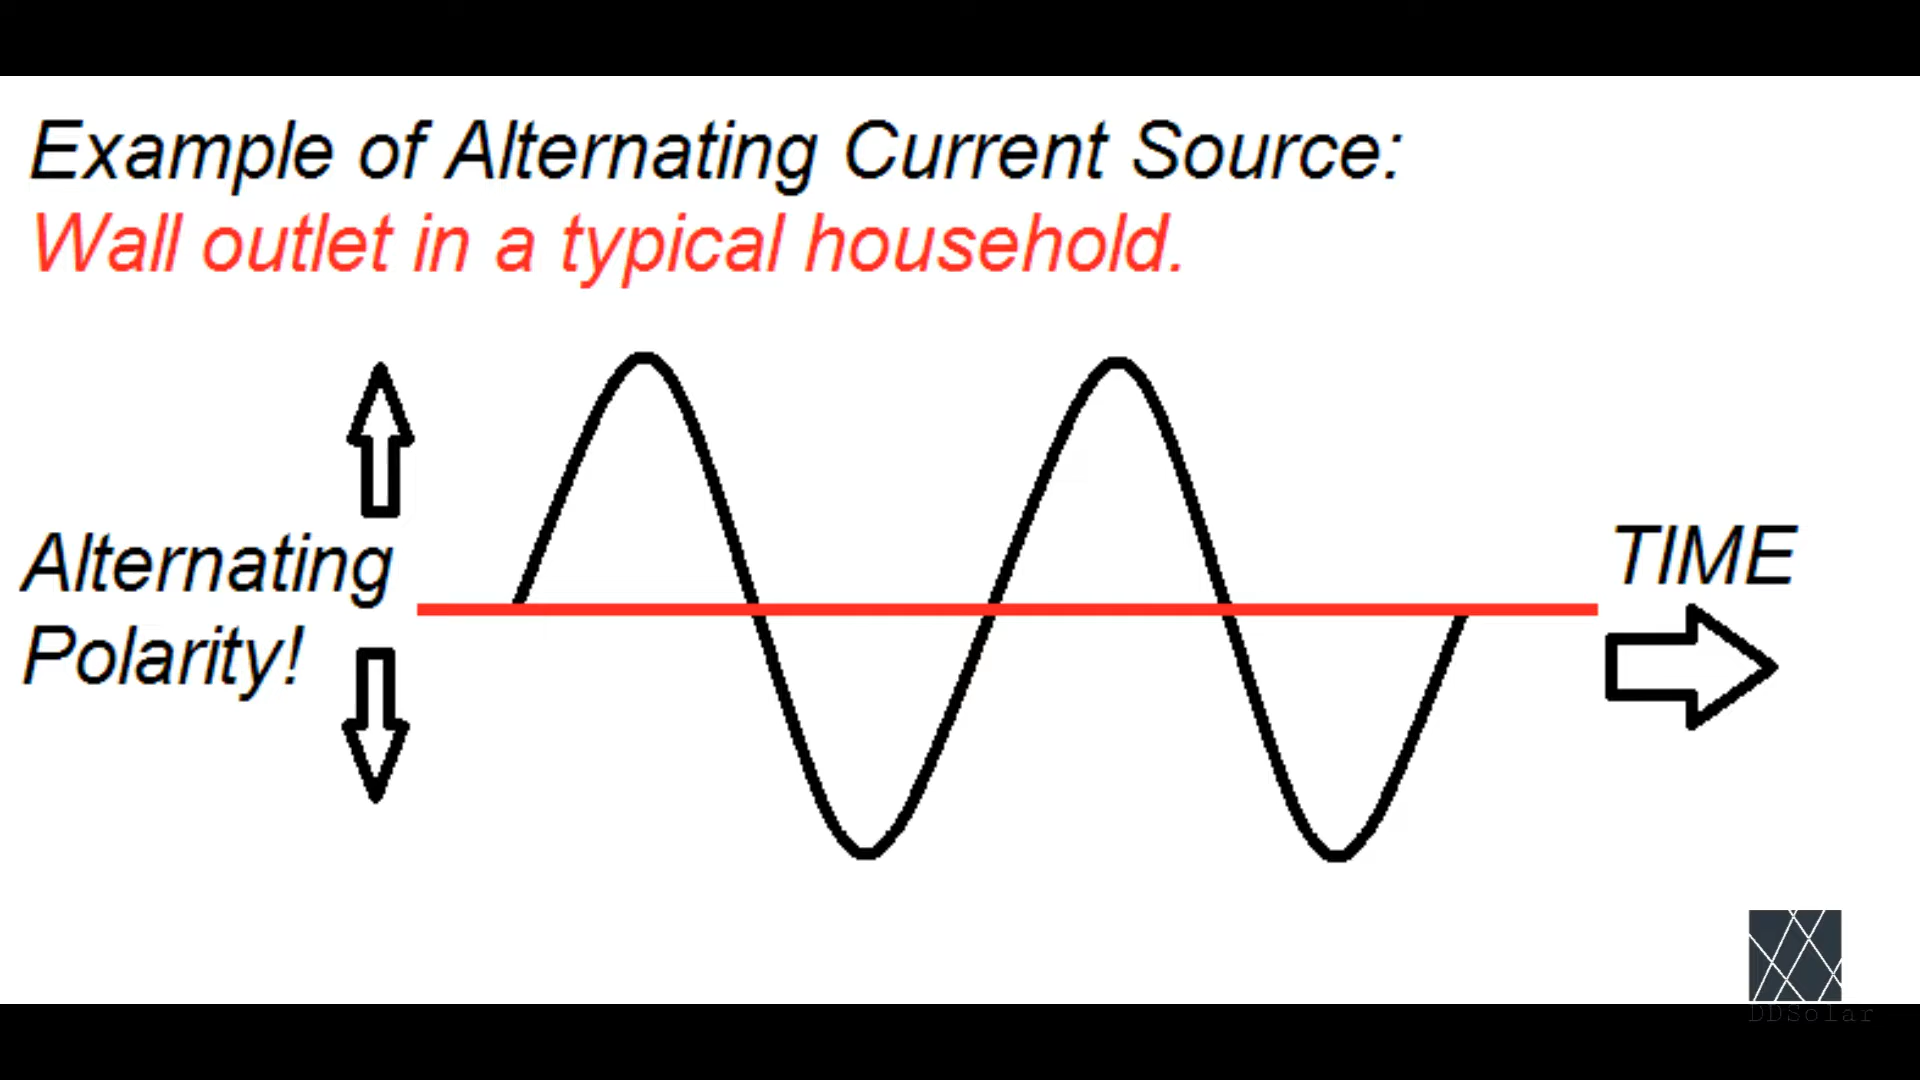 Example of Alternating Current Source:
Wall outlet in a typical household.
Alternating
Polarity!
TIME
DDSolar